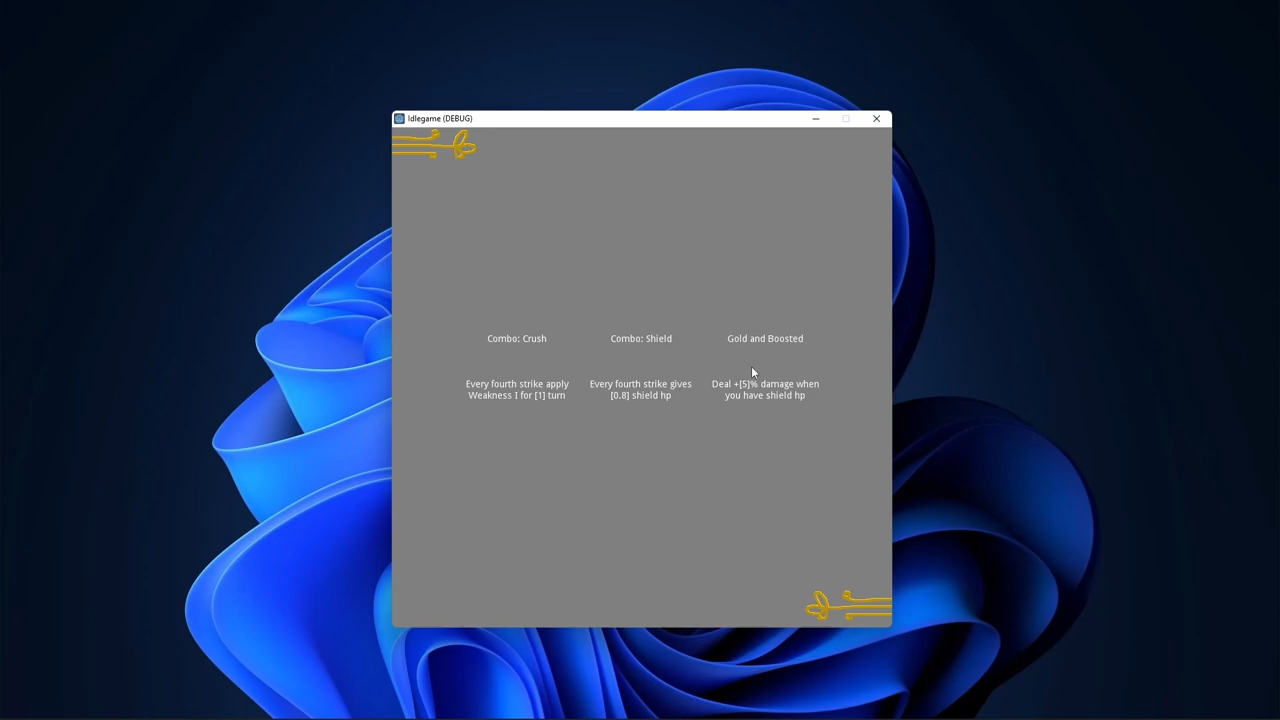 Idlegame (DEBUG)
Combo: Crush
Combo: Shield
Gold and Boosted
Every fourth strike apply
Weakness I for [1] turn
Every fourth strike gives
[0.8] shield hp
Deal +[5]% damage when
you have shield hp